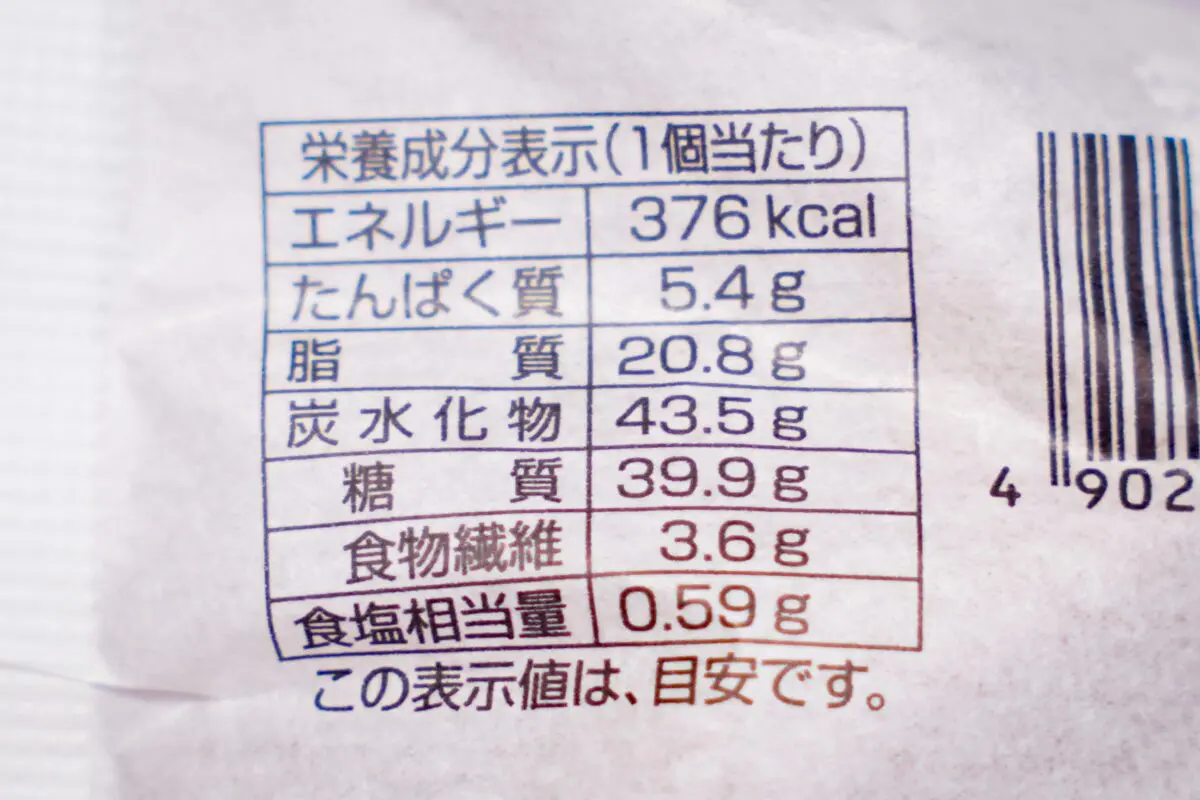 栄養成分表示(1個当たり)
エネルギー 376 kcal
たんぱく質 5.4 g
脂質 20.8 g
炭水化物 43.5 g
糖質 39.9 g
食物繊維 3.6 g
食塩相当量 0.59 g
この表示値は、目安です。
4 902